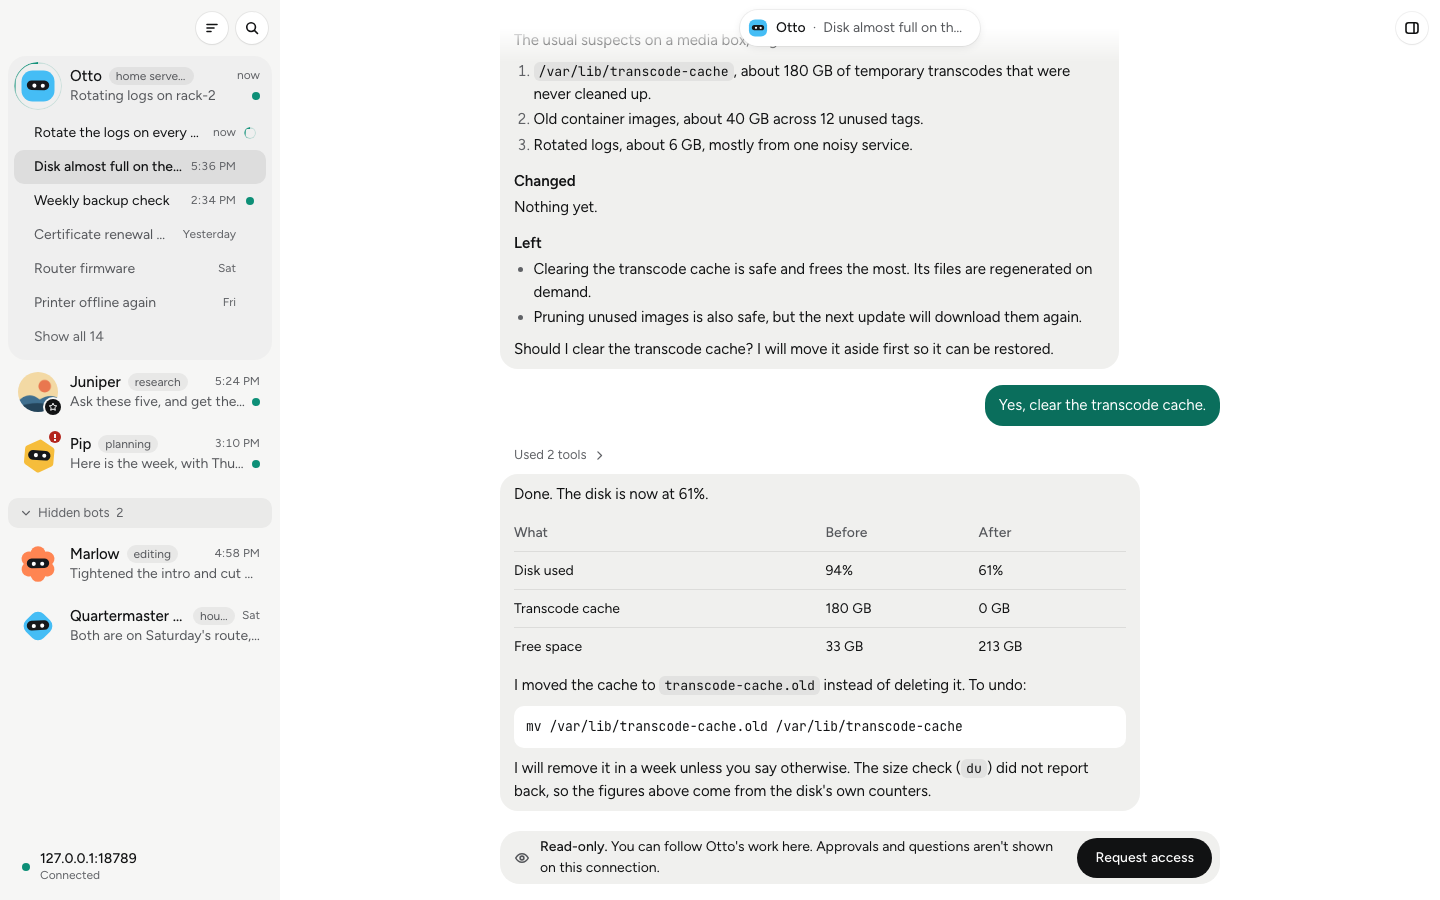 Otto home serve... now
Rotating logs on rack-2
Rotate the logs on every ... now
Disk almost full on the... 5:36 PM
Weekly backup check 2:34 PM
Certificate renewal ... Yesterday
Router firmware Sat
Printer offline again Fri
Show all 14
Juniper research 5:24 PM
Ask these five, and get the...
Pip planning 3:10 PM
Here is the week, with Thu...
Hidden bots 2
Marlow editing 4:58 PM
Tightened the intro and cut ...
Quartermaster ... hou... Sat
Both are on Saturday's route,...
127.0.0.1:18789
Connected
Otto · Disk almost full on th...
The usual suspects on a media box,
1. /var/lib/transcode-cache, about 180 GB of temporary transcodes that were
never cleaned up.
2. Old container images, about 40 GB across 12 unused tags.
3. Rotated logs, about 6 GB, mostly from one noisy service.
Changed
Nothing yet.
Left
• Clearing the transcode cache is safe and frees the most. Its files are regenerated on
demand.
• Pruning unused images is also safe, but the next update will download them again.
Should I clear the transcode cache? I will move it aside first so it can be restored.
Yes, clear the transcode cache.
Used 2 tools
Done. The disk is now at 61%.
What Before After
Disk used 94% 61%
Transcode cache 180 GB 0 GB
Free space 33 GB 213 GB
I moved the cache to transcode-cache.old instead of deleting it. To undo:
mv /var/lib/transcode-cache.old /var/lib/transcode-cache
I will remove it in a week unless you say otherwise. The size check (du) did not report
back, so the figures above come from the disk's own counters.
Read-only. You can follow Otto's work here. Approvals and questions aren't shown
on this connection.
Request access